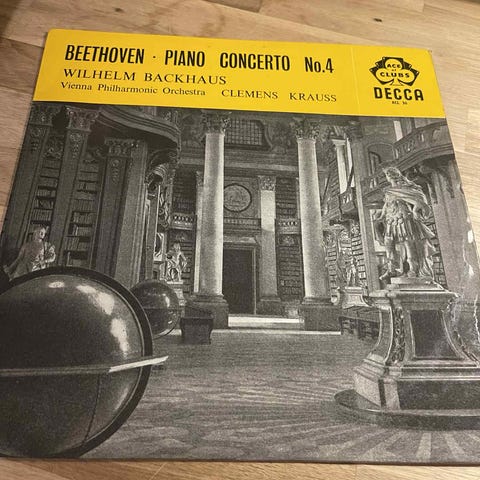 BEETHOVEN · PIANO CONCERTO No.4
WILHELM BACKHAUS
Vienna Philharmonic Orchestra CLEMENS KRAUSS
ACE
OF
CLUBS
DECCA